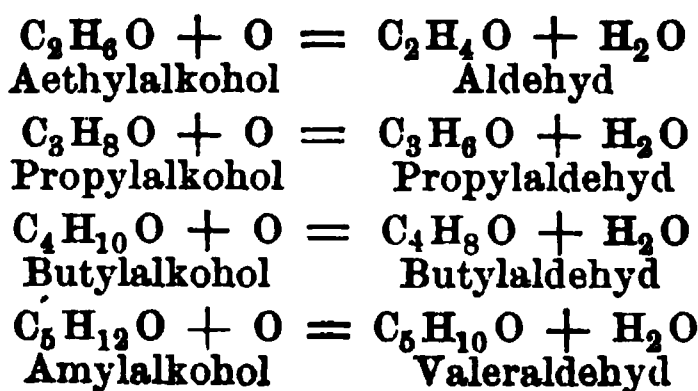 C₂H₆O + O = C₂H₄O + H₂O
Aethylalkohol Aldehyd
C₃H₈O + O = C₃H₆O + H₂O
Propylalkohol Propylaldehyd
C₄H₁₀O + O = C₄H₈O + H₂O
Butylalkohol Butylaldehyd
C₅H₁₂O + O = C₅H₁₀O + H₂O
Amylalkohol Valeraldehyd